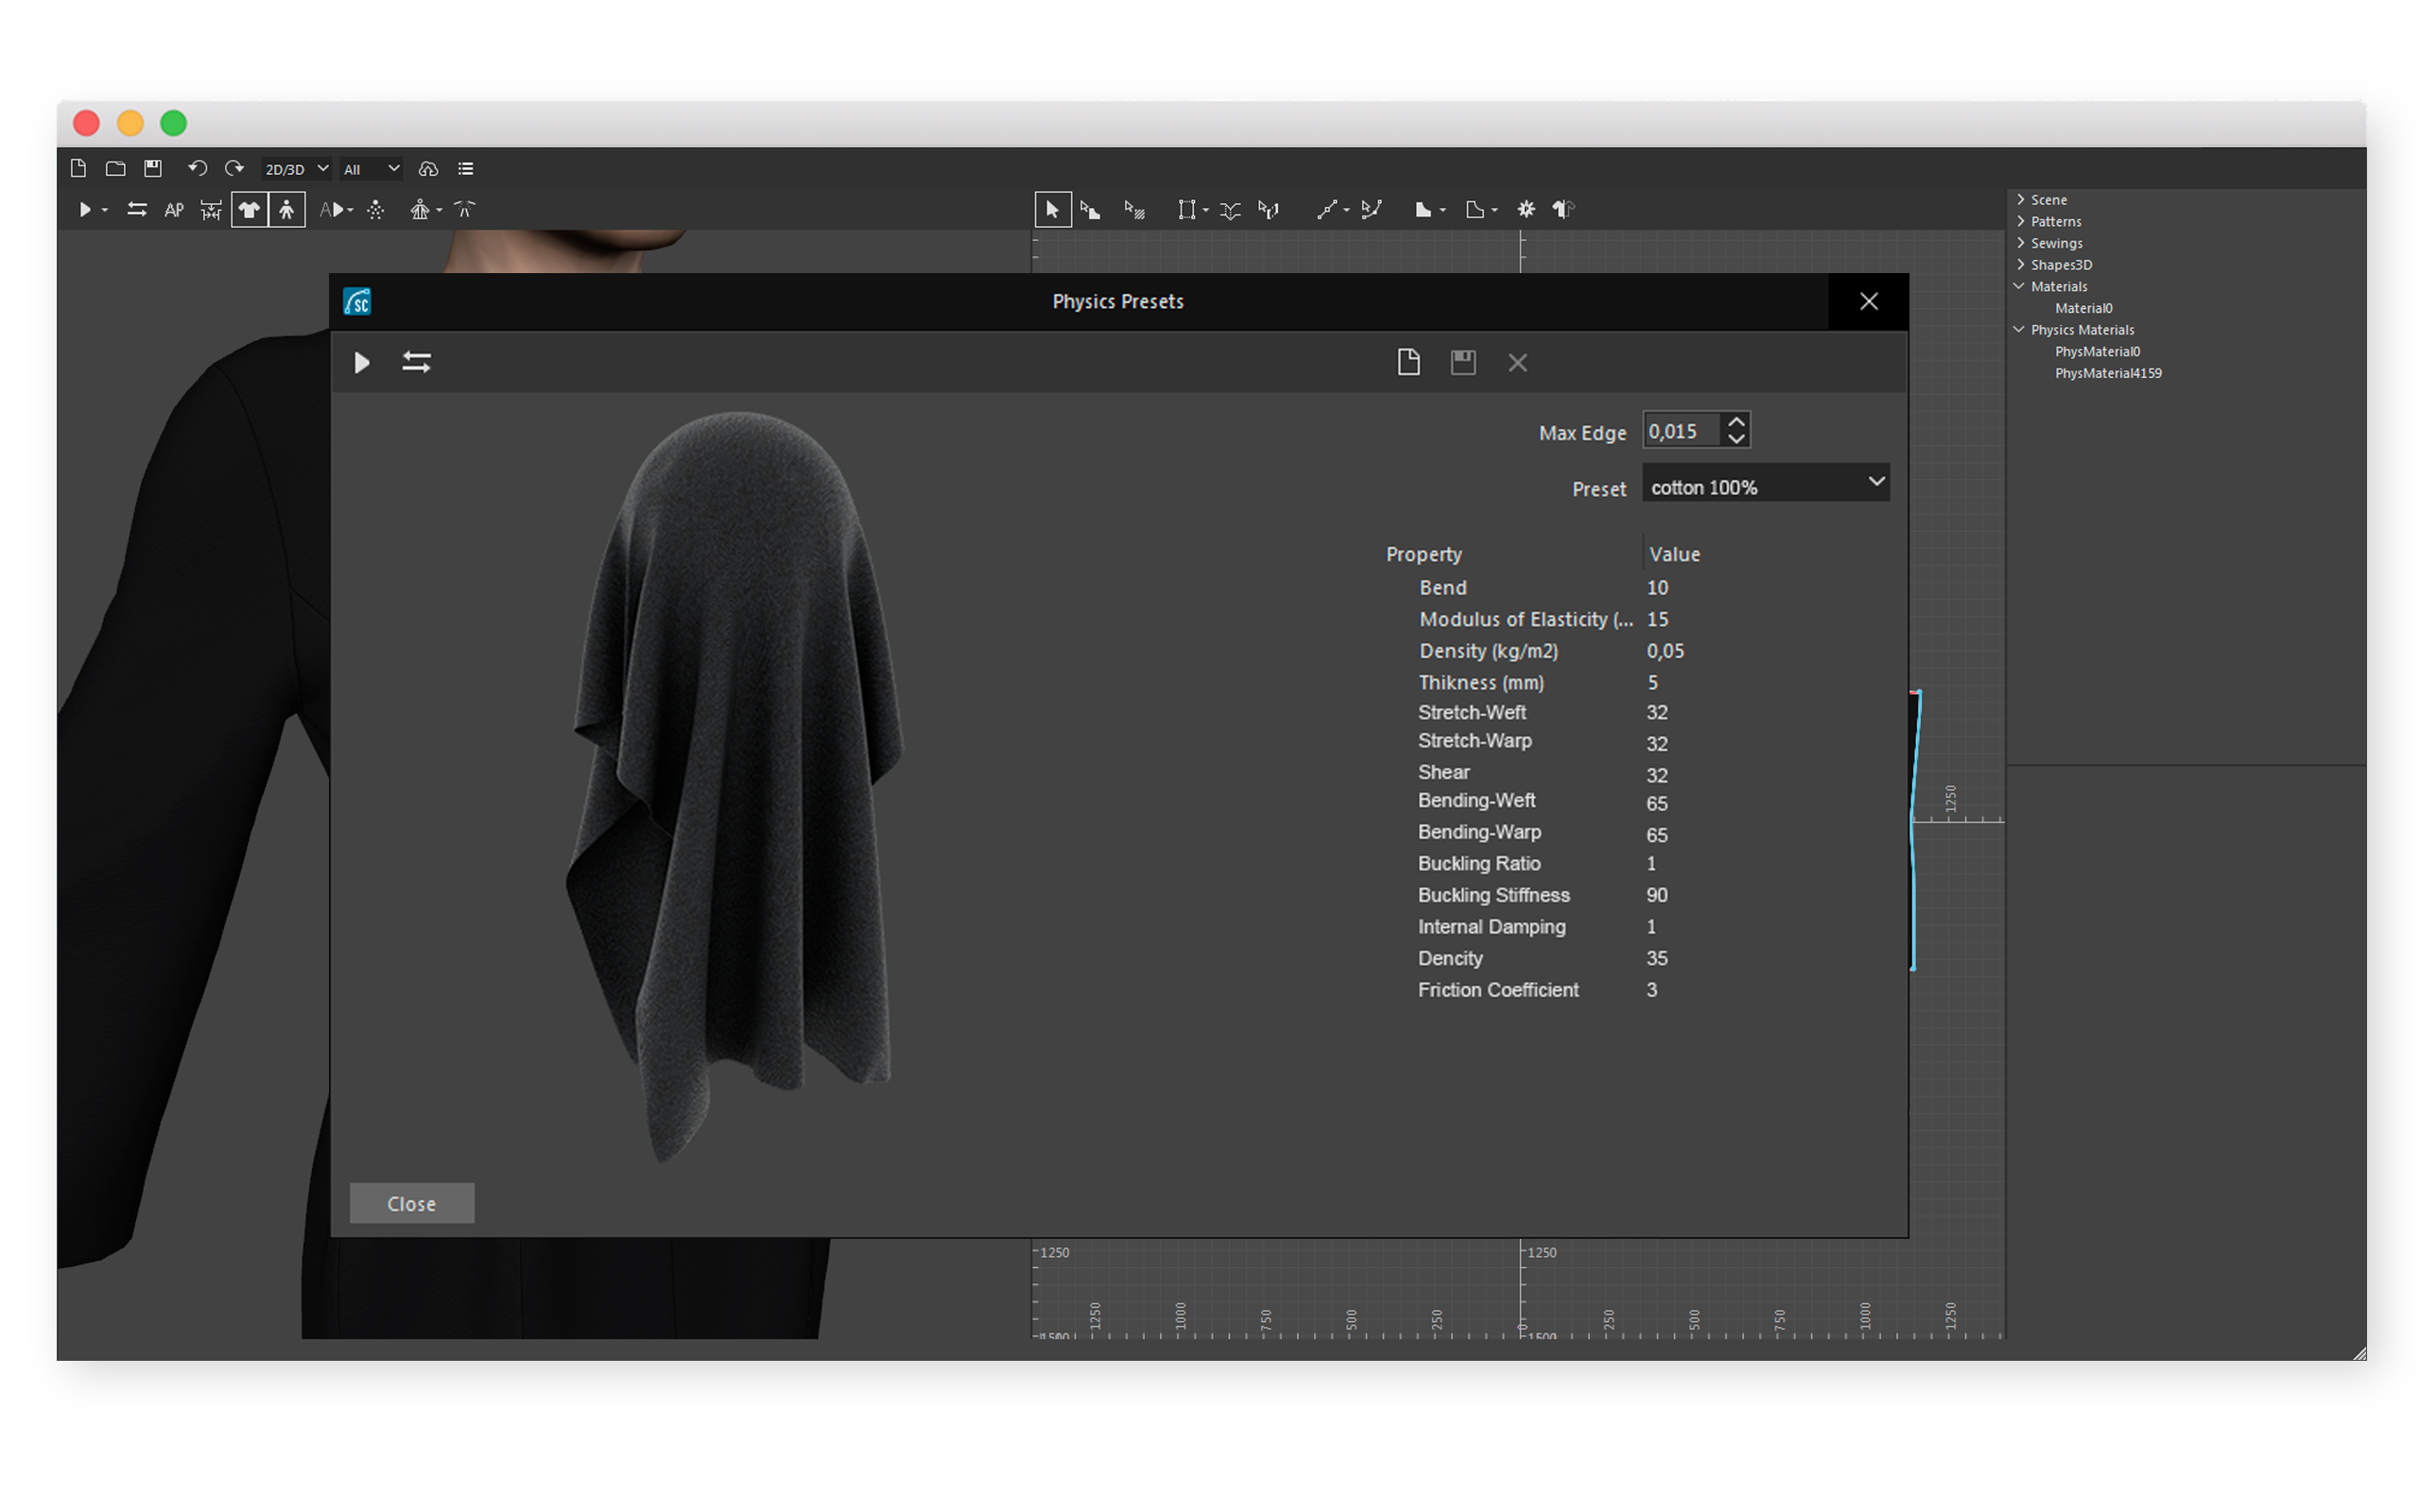 2D/3D All
AP
A
Scene
Patterns
Sewings
Shapes3D
Materials
Material0
Physics Materials
PhysMaterial0
PhysMaterial4159
SC Physics Presets
Max Edge 0,015
Preset cotton 100%
Property Value
Bend 10
Modulus of Elasticity (... 15
Density (kg/m2) 0,05
Thikness (mm) 5
Stretch-Weft 32
Stretch-Warp 32
Shear 32
Bending-Weft 65
Bending-Warp 65
Buckling Ratio 1
Buckling Stiffness 90
Internal Damping 1
Dencity 35
Friction Coefficient 3
Close
1250
1250 1250
1250 1000 750 500 250 0 250 500 750 1000 1250
1500 1500